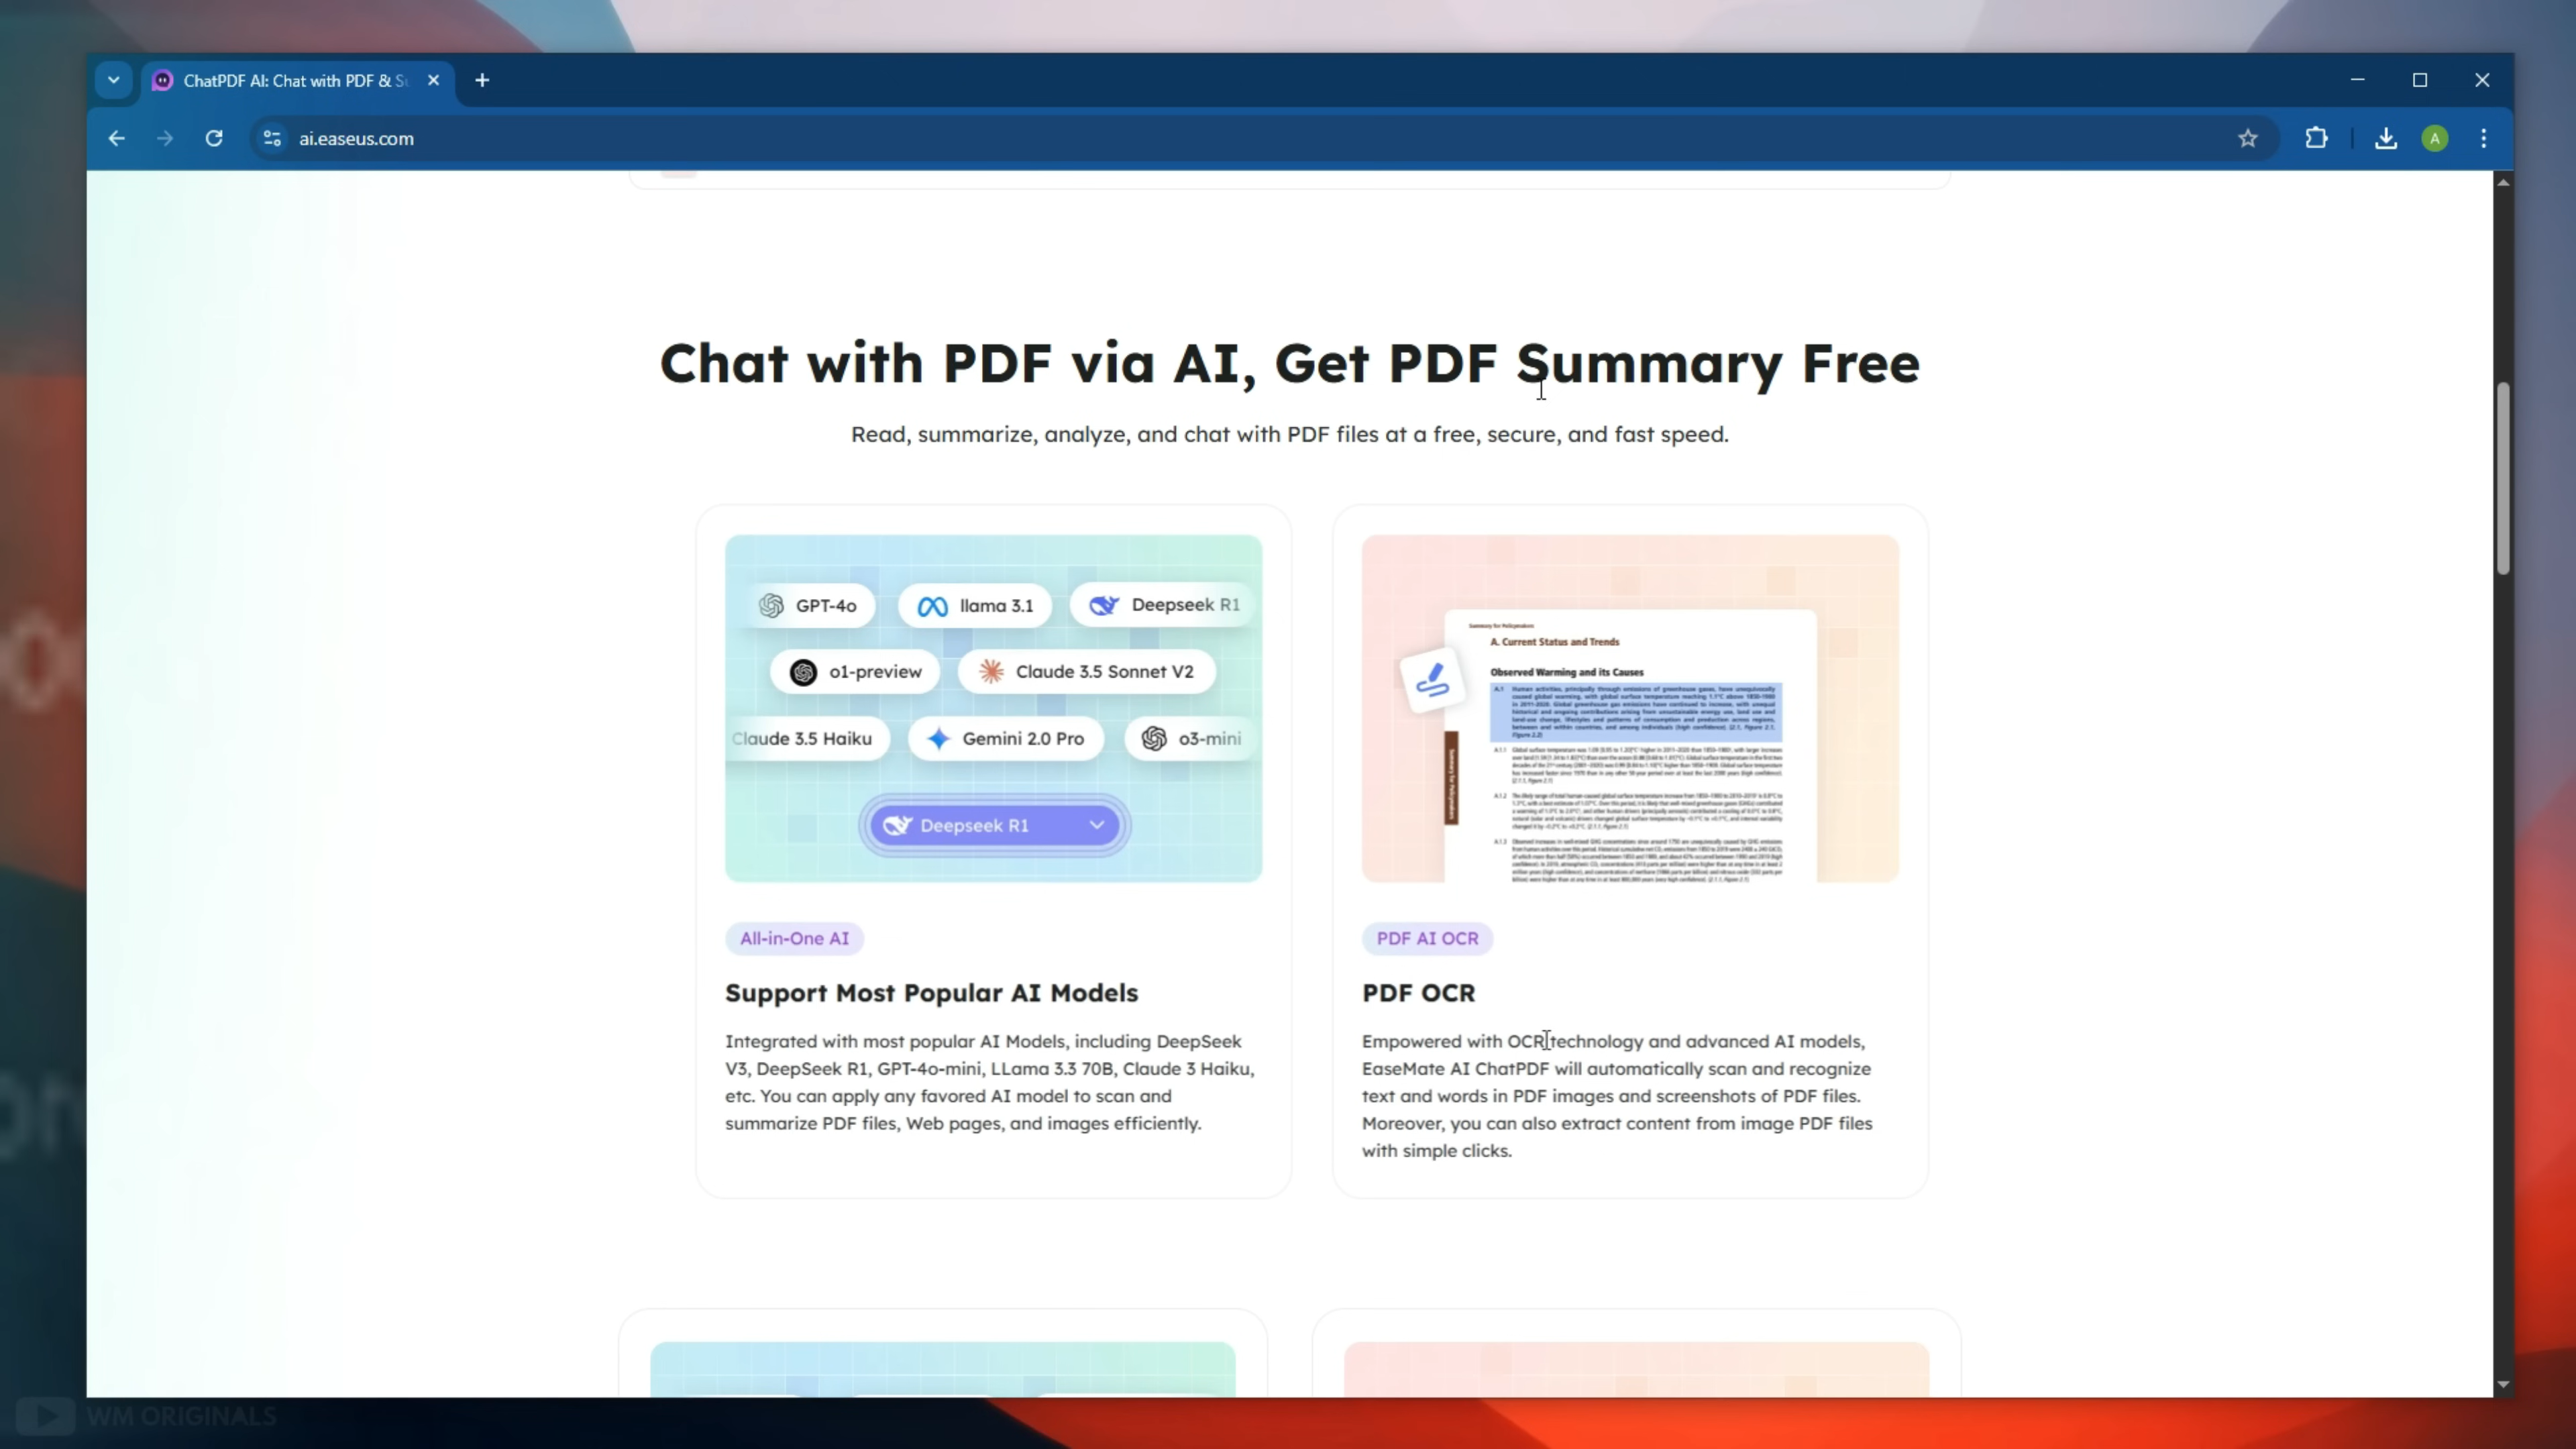 ChatPDF AI: Chat with PDF & Su
ai.easeus.com
Chat with PDF via AI, Get PDF Summary Free
Read, summarize, analyze, and chat with PDF files at a free, secure, and fast speed.
GPT-4o
llama 3.1
Deepseek R1
o1-preview
Claude 3.5 Sonnet V2
Claude 3.5 Haiku
Gemini 2.0 Pro
o3-mini
Deepseek R1
All-in-One AI
Support Most Popular AI Models
Integrated with most popular AI Models, including DeepSeek
V3, DeepSeek R1, GPT-4o-mini, LLama 3.3 70B, Claude 3 Haiku,
etc. You can apply any favored AI model to scan and
summarize PDF files, Web pages, and images efficiently.
Summary for Policymakers
A. Current Status and Trends
Observed Warming and its Causes
PDF AI OCR
PDF OCR
Empowered with OCR technology and advanced AI models,
EaseMate AI ChatPDF will automatically scan and recognize
text and words in PDF images and screenshots of PDF files.
Moreover, you can also extract content from image PDF files
with simple clicks.
A
WM ORIGINALS